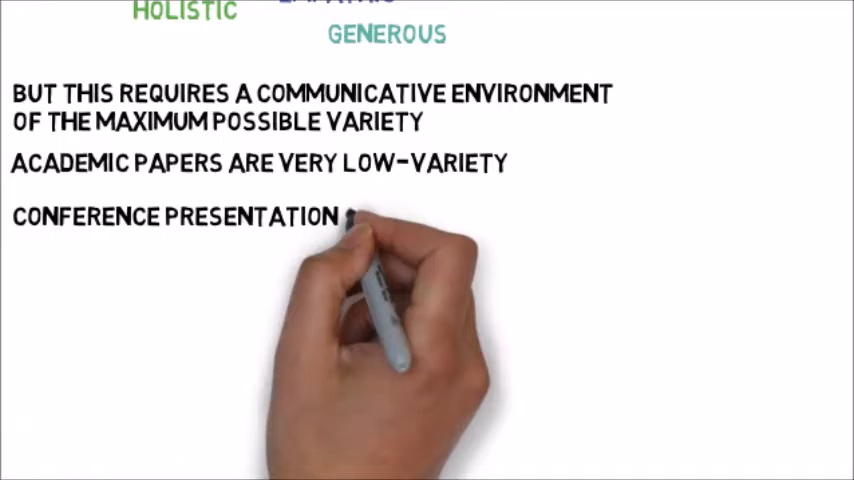 HOLISTIC
GENEROUS
BUT THIS REQUIRES A COMMUNICATIVE ENVIRONMENT
OF THE MAXIMUM POSSIBLE VARIETY
ACADEMIC PAPERS ARE VERY LOW-VARIETY
CONFERENCE PRESENTATION